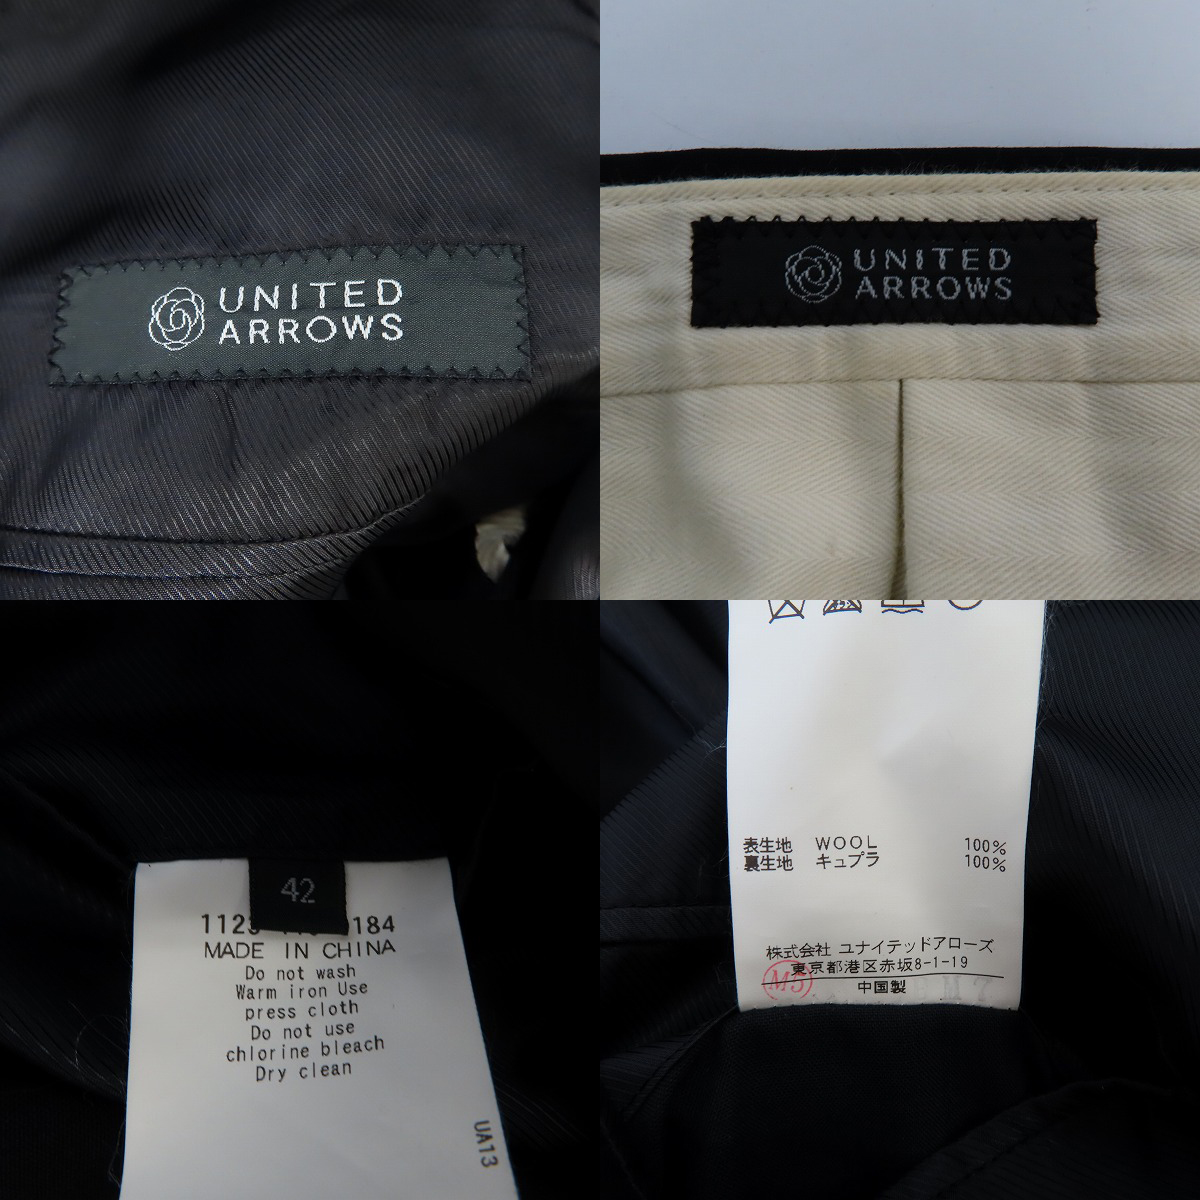 UNITED
ARROWS
UNITED
ARROWS
42
184
MADE IN CHINA
Do not wash
Warm iron Use
press cloth
Do not use
chlorine bleach
Dry clean
UA13
表生地 WOOL 100%
裏生地 キュプラ 100%
株式会社 ユナイテッドアローズ
東京都港区赤坂8-1-19
M5
中国製